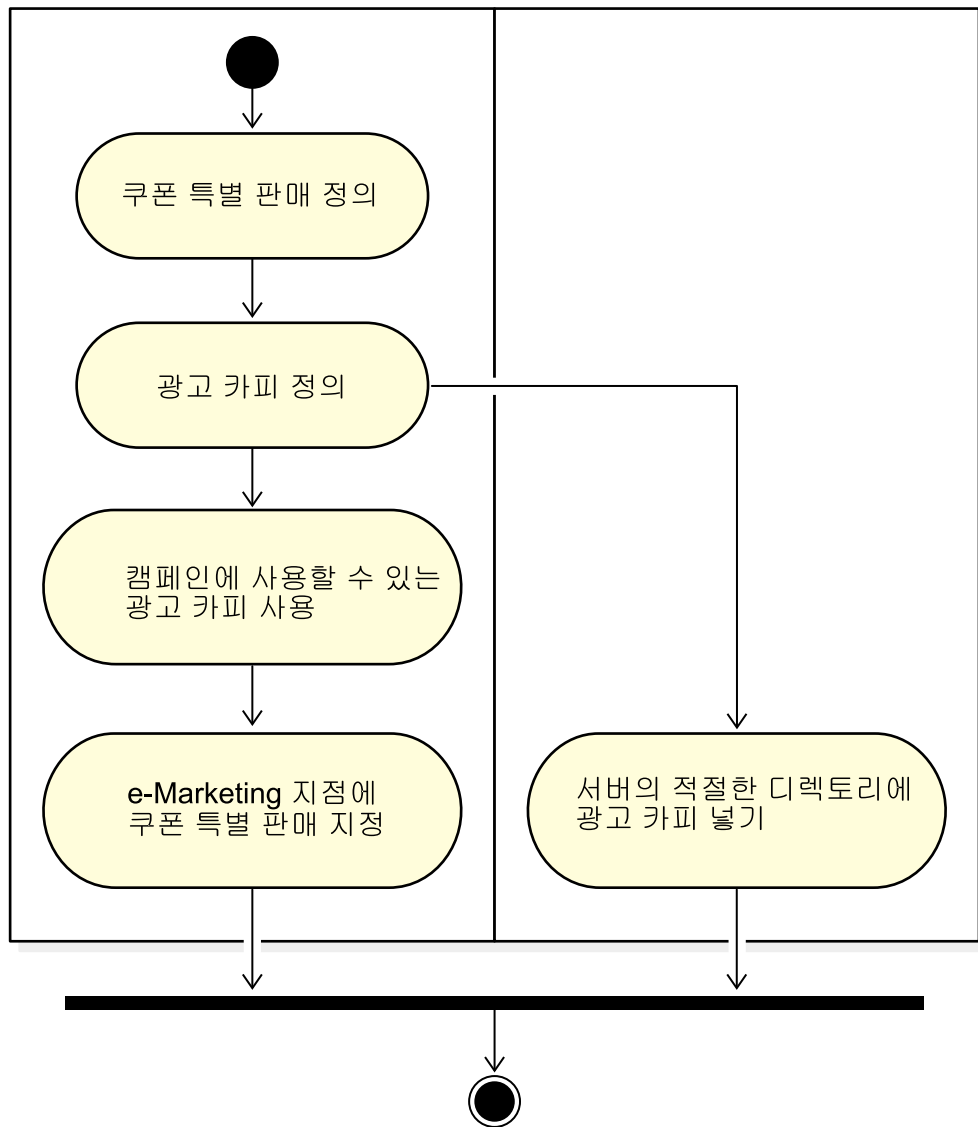 쿠폰 특별 판매 정의
광고 카피 정의
캠페인에 사용할 수 있는
광고 카피 사용
e-Marketing 지점에
쿠폰 특별 판매 지정
서버의 적절한 디렉토리에
광고 카피 넣기